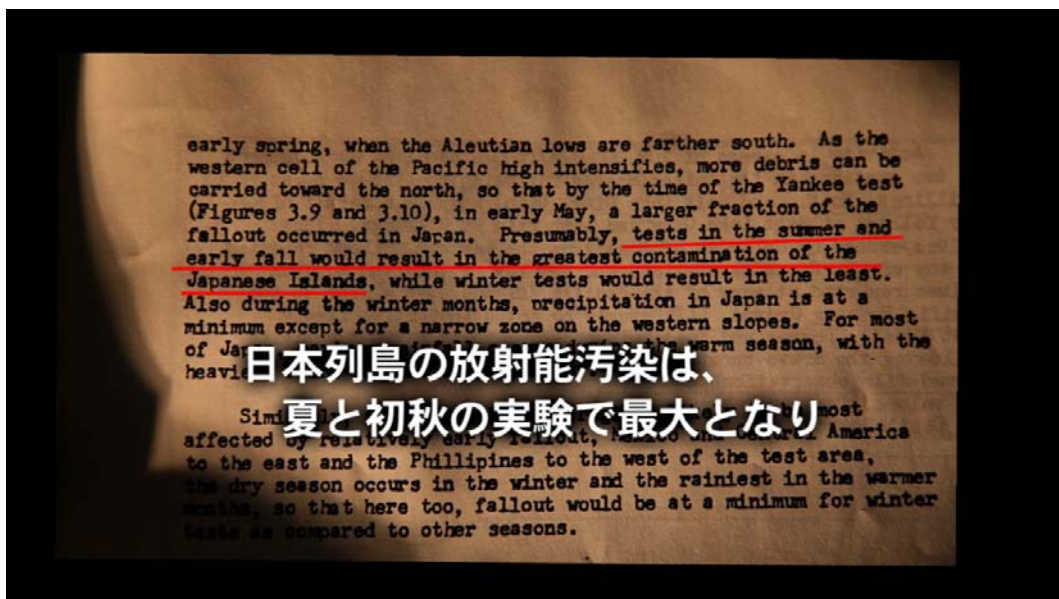 early spring, when the Aleutian lows are farther south. As the
western cell of the Pacific high intensifies, more debris can be
carried toward the north, so that by the time of the Yankee test
(Figures 3.9 and 3.10), in early May, a larger fraction of the
fallout occurred in Japan. Presumably, tests in the summer and
early fall would result in the greatest contamination of the
Japanese Islands, while winter tests would result in the least.
Also during the winter months, precipitation in Japan is at a
minimum except for a narrow zone on the western slopes. For most
of season, with the
日本列島の放射能汚染は、
夏と初秋の実験で最大となり
most
affected by relatively early fallout, America
to the east and the Phillipines to the west of the test area,
the dry season occurs in the winter and the rainiest in the warmer
months, so that here too, fallout would be at a minimum for winter
tests as compared to other seasons.